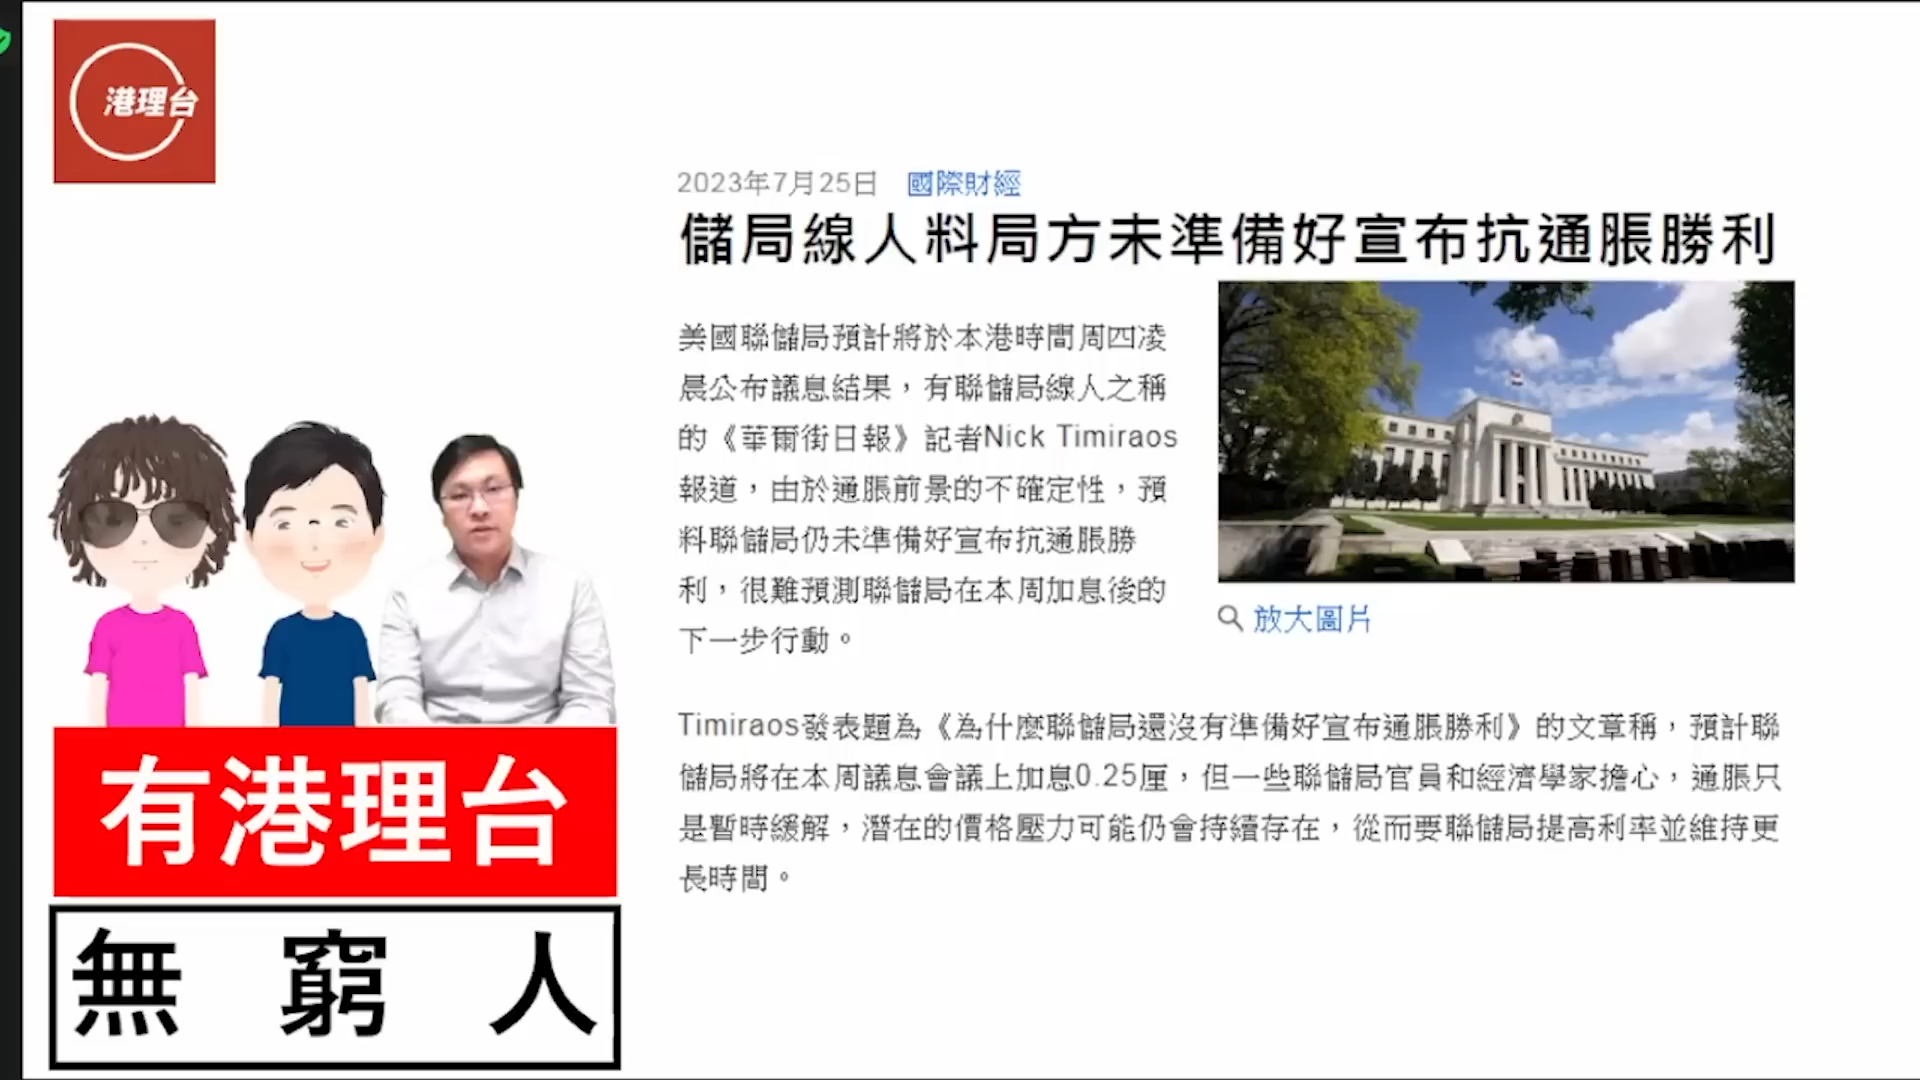 港理台
2023年7月25日 國際財經
儲局線人料局方未準備好宣布抗通脹勝利
美國聯儲局預計將於本港時間周四凌
晨公布議息結果，有聯儲局線人之稱
的《華爾街日報》記者Nick Timiraos
報道，由於通脹前景的不確定性，預
料聯儲局仍未準備好宣布抗通脹勝
利，很難預測聯儲局在本周加息後的
下一步行動。
放大圖片
Timiraos發表題為《為什麼聯儲局還沒有準備好宣布通脹勝利》的文章稱，預計聯
儲局將在本周議息會議上加息0.25厘，但一些聯儲局官員和經濟學家擔心，通脹只
是暫時緩解，潛在的價格壓力可能仍會持續存在，從而要聯儲局提高利率並維持更
長時間。
有港理台
無窮人